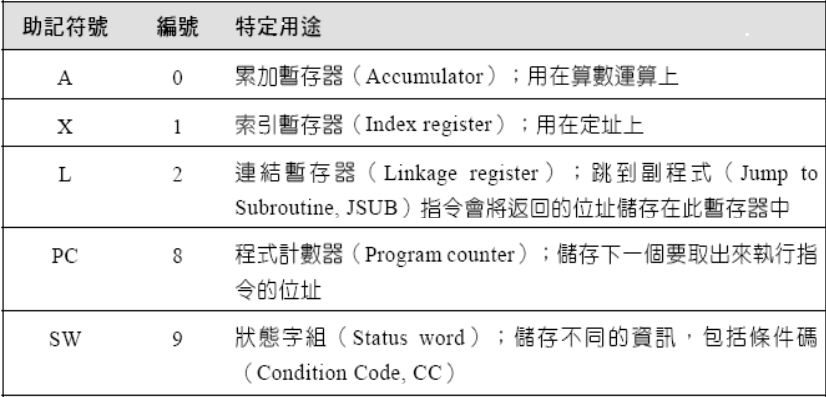 助記符號 編號 特定用途
A 0 累加暫存器（Accumulator）；用在算數運算上
X 1 索引暫存器（Index register）；用在定址上
L 2 連結暫存器（Linkage register）；跳到副程式（Jump to
Subroutine, JSUB）指令會將返回的位址儲存在此暫存器中
PC 8 程式計數器（Program counter）；儲存下一個要取出來執行指
令的位址
SW 9 狀態字組（Status word）；儲存不同的資訊，包括條件碼
（Condition Code, CC）